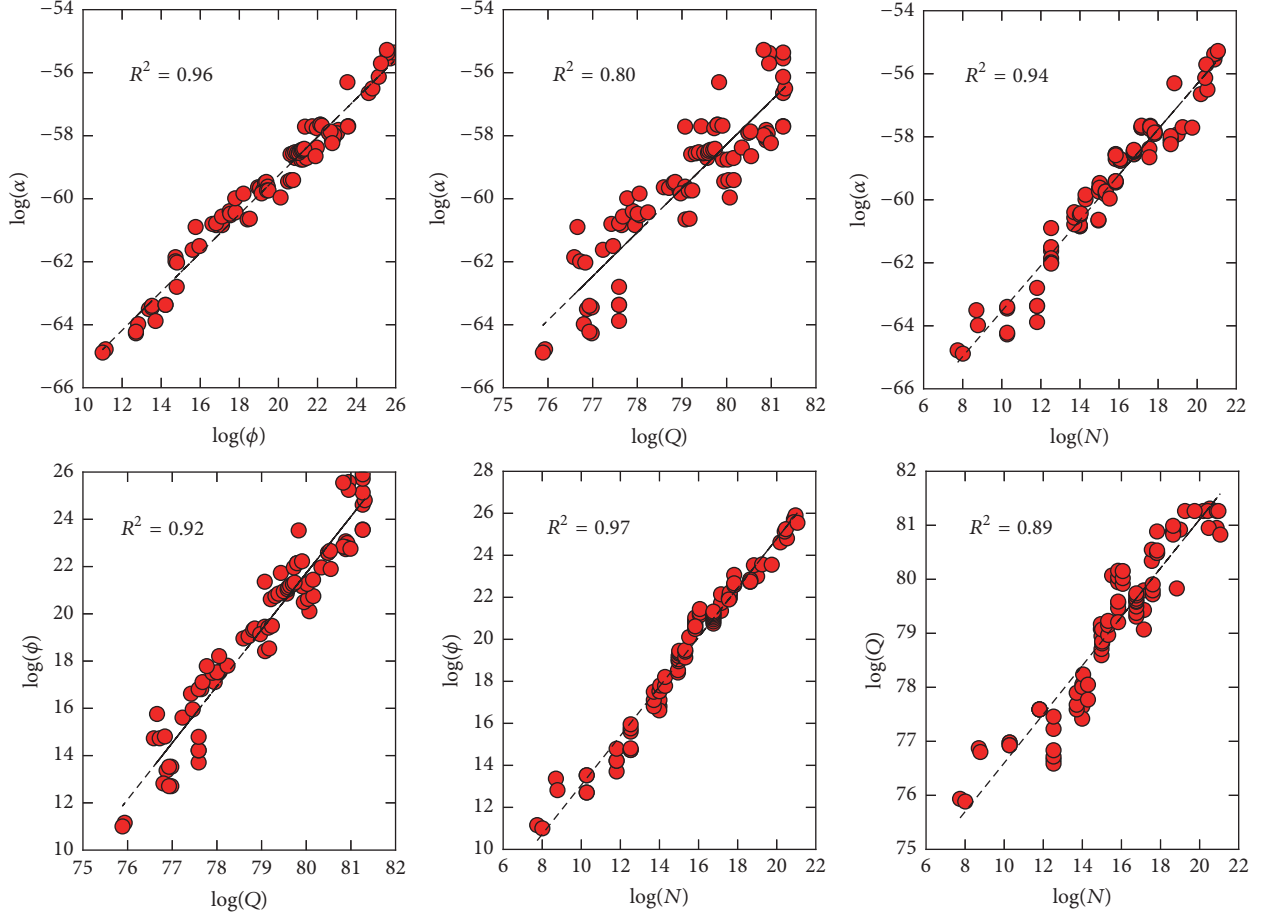 −54
−56
−58
−60
−62
−64
−66
log(α)
R² = 0.96
10 12 14 16 18 20 22 24 26
log(ϕ)
−54
−56
−58
−60
−62
−64
−66
log(α)
R² = 0.80
75 76 77 78 79 80 81 82
log(Q)
−54
−56
−58
−60
−62
−64
−66
log(α)
R² = 0.94
6 8 10 12 14 16 18 20 22
log(N)
26
24
22
20
18
16
14
12
10
log(ϕ)
R² = 0.92
75 76 77 78 79 80 81 82
log(Q)
28
26
24
22
20
18
16
14
12
10
log(ϕ)
R² = 0.97
6 8 10 12 14 16 18 20 22
log(N)
82
81
80
79
78
77
76
75
log(Q)
R² = 0.89
6 8 10 12 14 16 18 20 22
log(N)